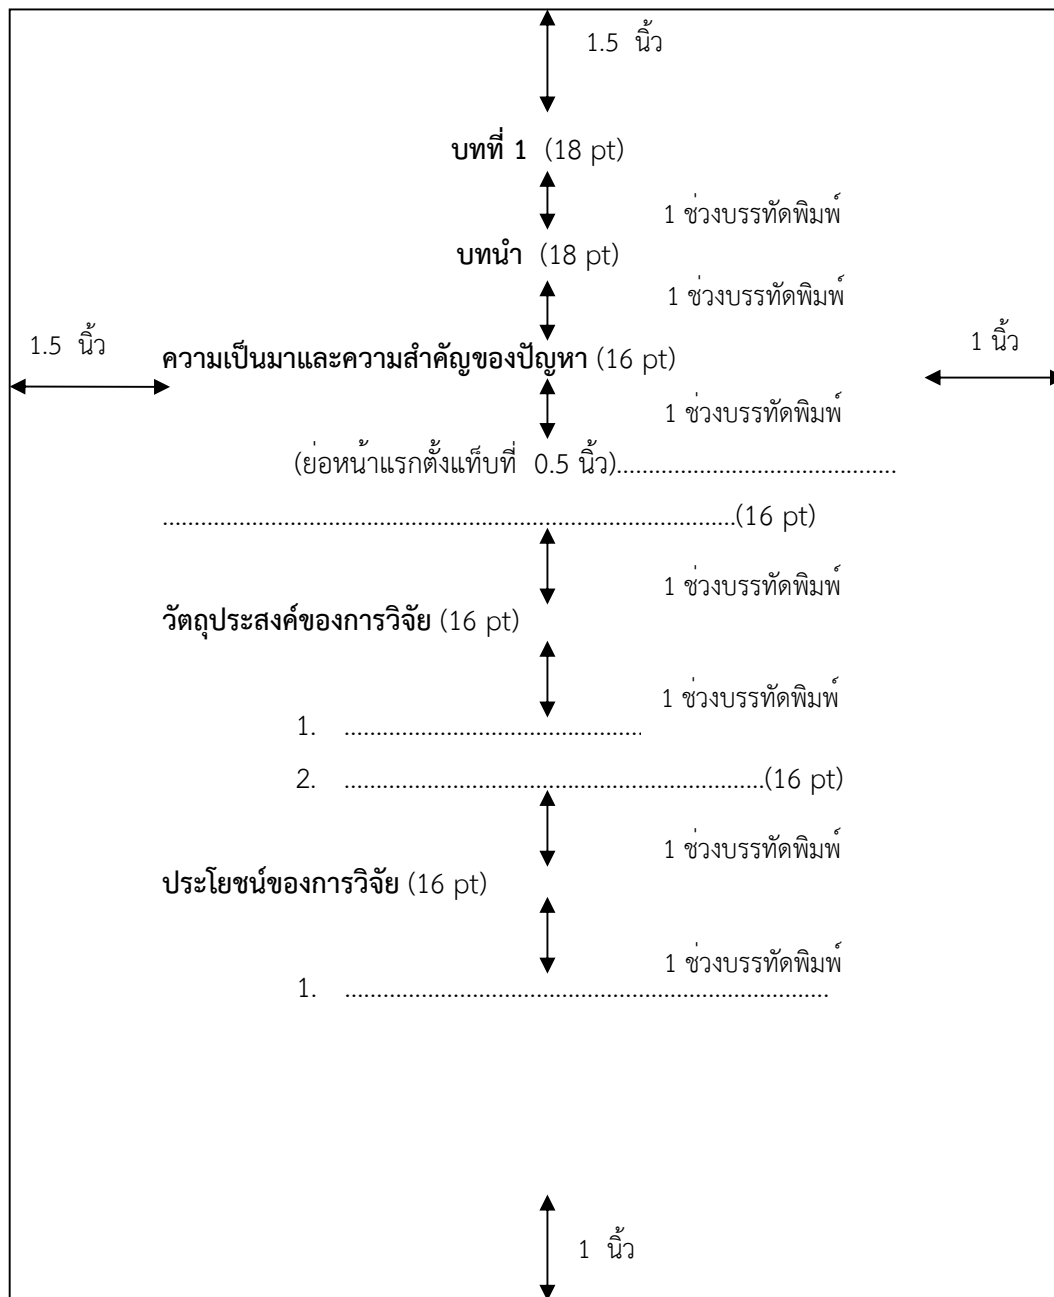 1.5 นิ้ว
บทที่ 1 (18 pt)
1 ช่วงบรรทัดพิมพ์
บทนำ (18 pt)
1 ช่วงบรรทัดพิมพ์
1.5 นิ้ว
1 นิ้ว
ความเป็นมาและความสำคัญของปัญหา (16 pt)
1 ช่วงบรรทัดพิมพ์
(ย่อหน้าแรกตั้งแท็บที่ 0.5 นิ้ว).............................................
..........................................................................................(16 pt)
1 ช่วงบรรทัดพิมพ์
วัตถุประสงค์ของการวิจัย (16 pt)
1 ช่วงบรรทัดพิมพ์
1. ...............................................
2. ..................................................................(16 pt)
1 ช่วงบรรทัดพิมพ์
ประโยชน์ของการวิจัย (16 pt)
1 ช่วงบรรทัดพิมพ์
1. ............................................................................
1 นิ้ว